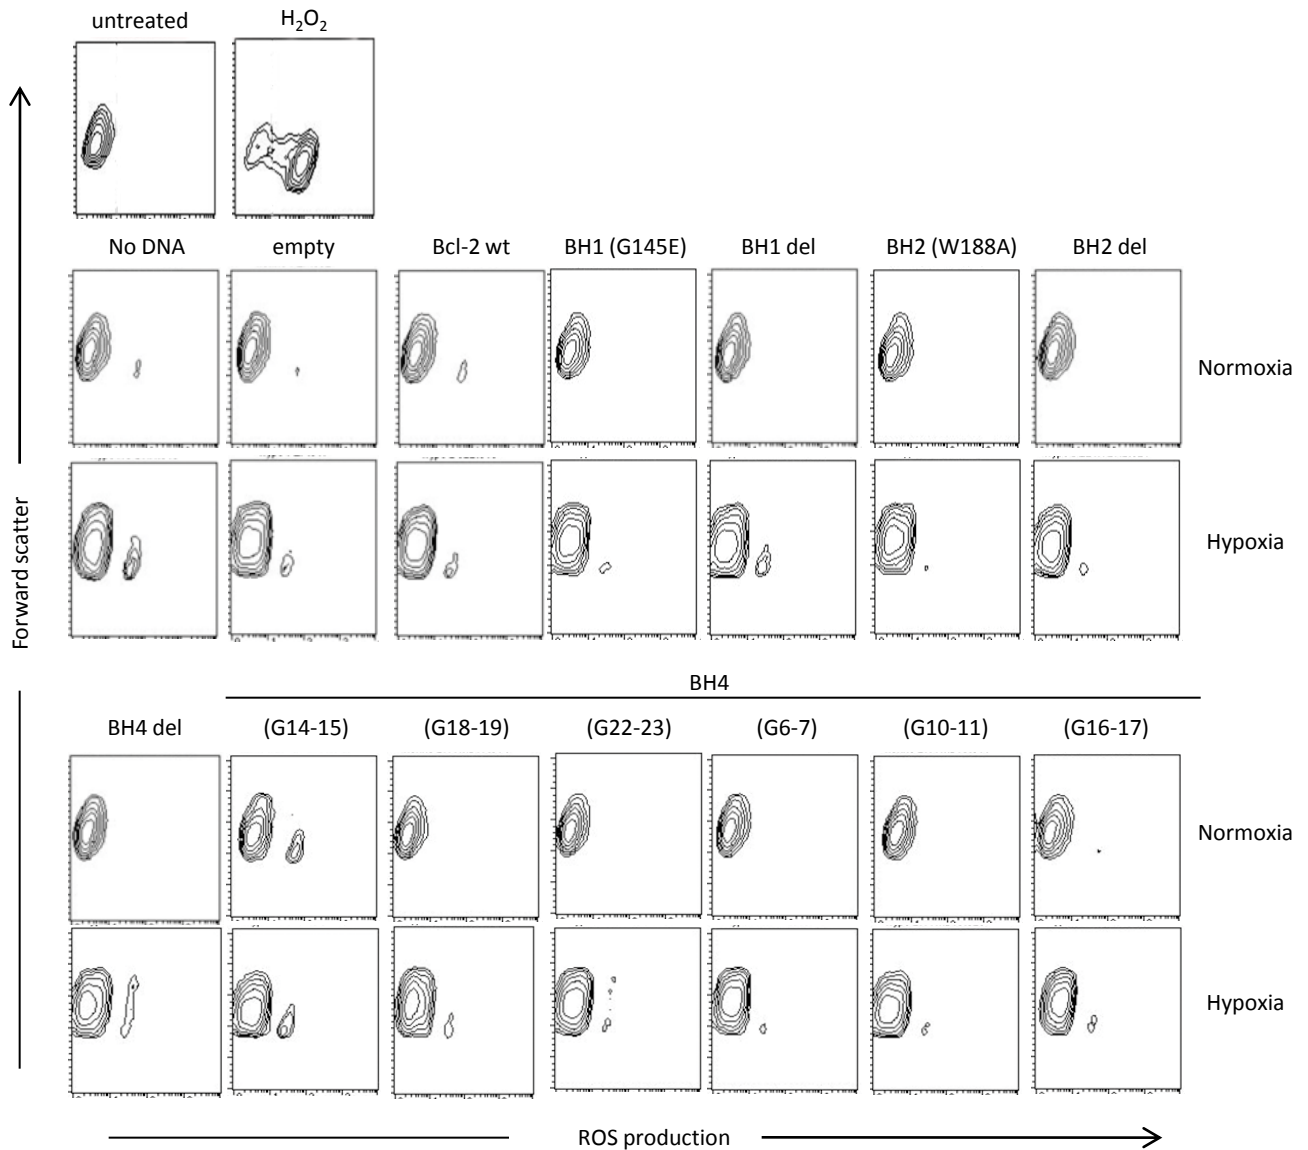 untreated H₂O₂
No DNA empty Bcl-2 wt BH1 (G145E) BH1 del BH2 (W188A) BH2 del
Normoxia
Hypoxia
Forward scatter
BH4
BH4 del (G14-15) (G18-19) (G22-23) (G6-7) (G10-11) (G16-17)
Normoxia
Hypoxia
ROS production